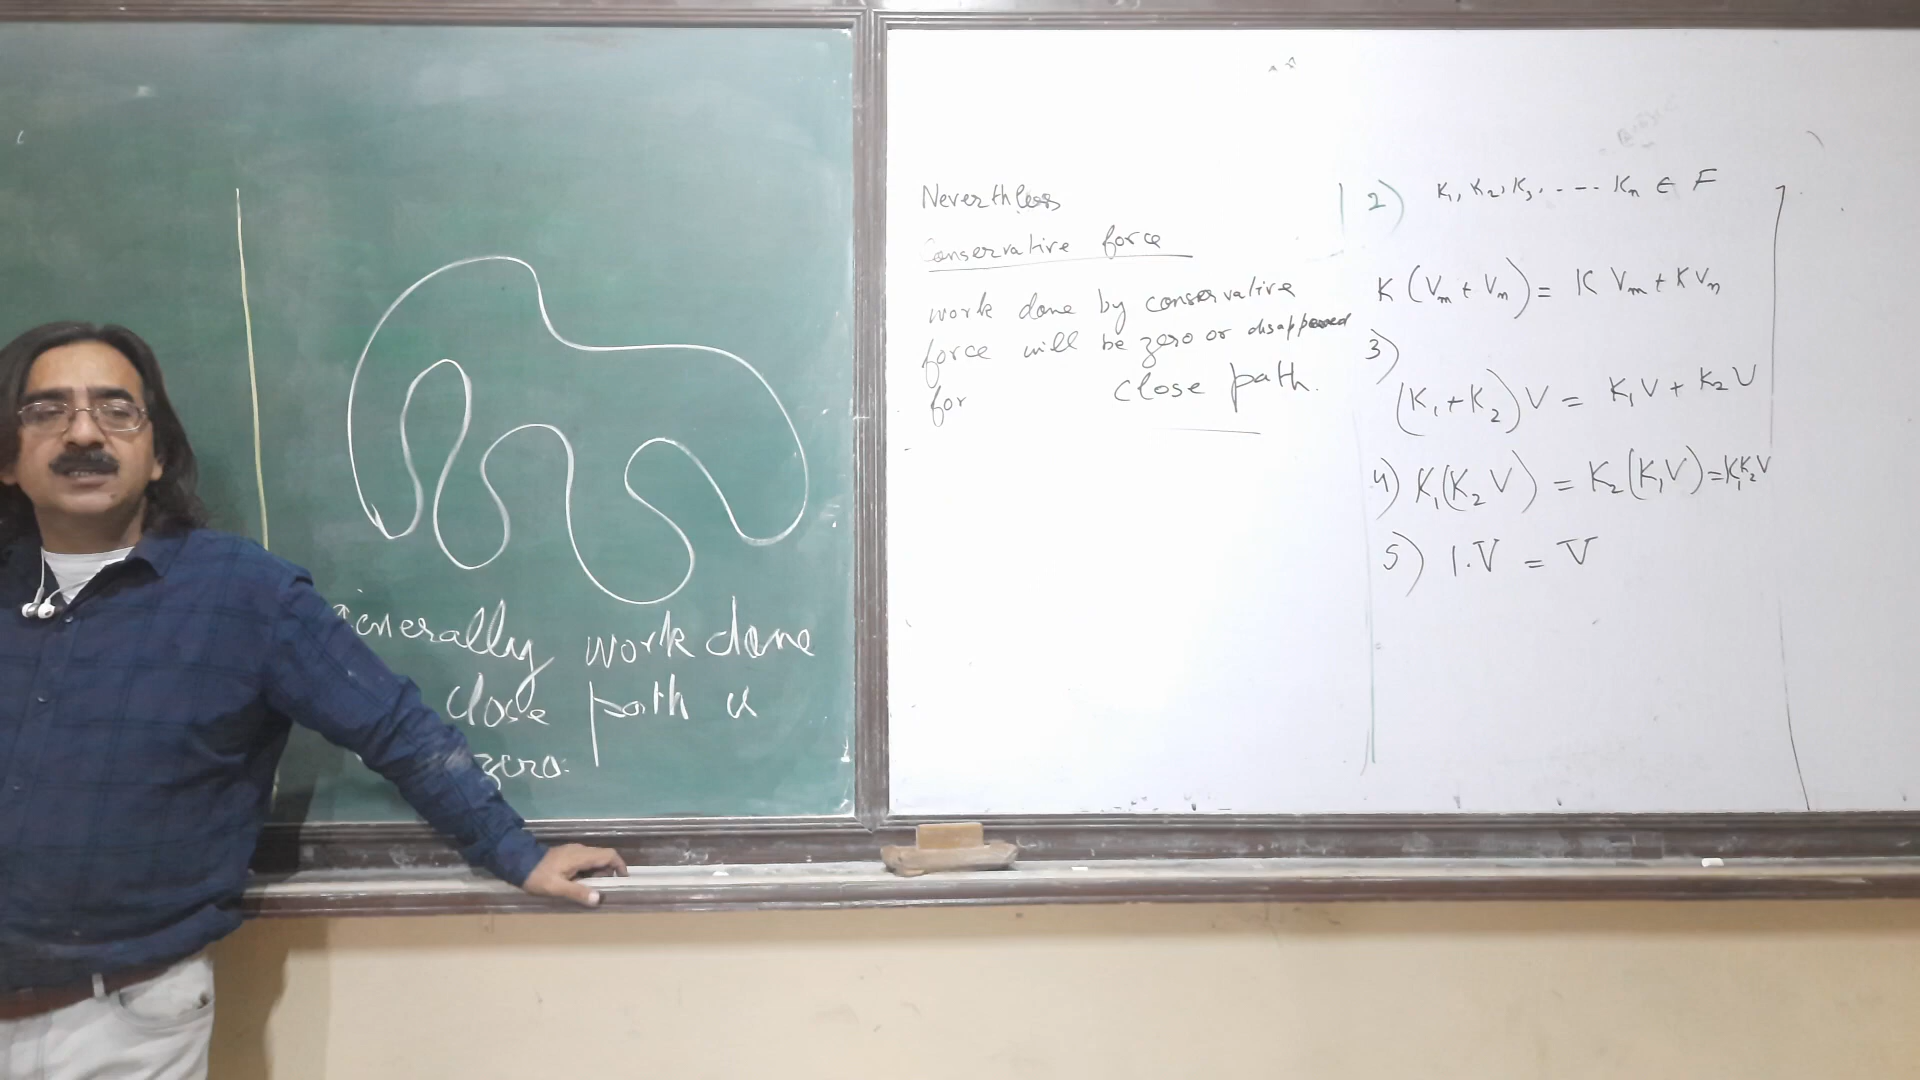 Generally work done
close path is
zero.
Neverthless
Conservative force
work done by conservative
force will be zero or disappeared
for close path.
2) K₁, K₂, K₃, ---- Kₙ ∈ F
K (Vₘ + Vₙ) = K Vₘ + K Vₙ
3)
(K₁ + K₂) V = K₁V + K₂V
4) K₁(K₂ V) = K₂(K₁V) = K₁K₂V
5) 1.V = V